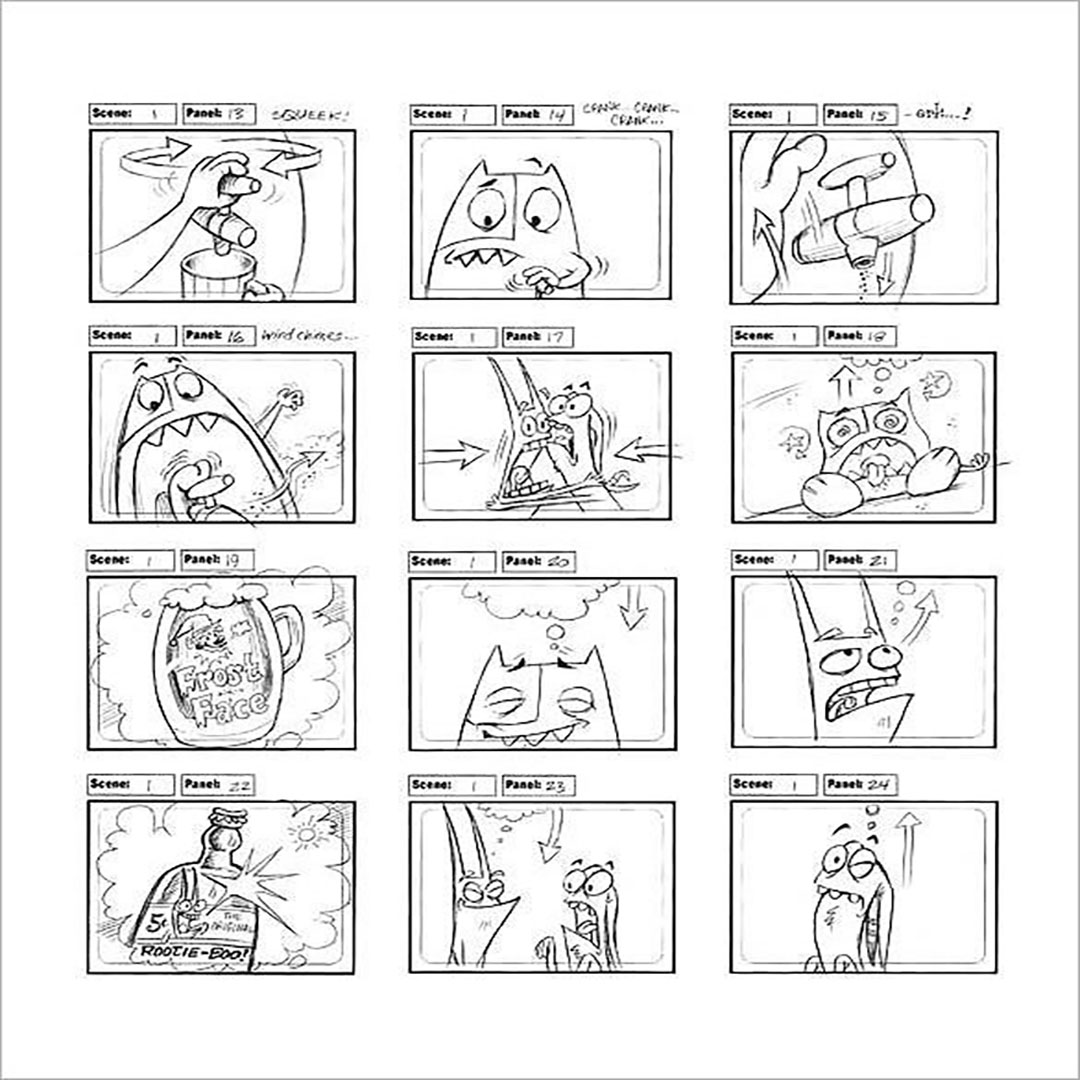 Scene: 1 Panel: 13 SQUEEK!
Scene: 1 Panel: 14 CRANK... CRANK...
CRANK...
Scene: 1 Panel: 15
Scene: 1 Panel: 16 wind chimes...
Scene: 1 Panel: 17
Scene: 1 Panel: 18
Scene: 1 Panel: 19
Frost
Face
Scene: 1 Panel: 20
Scene: 1 Panel: 21
Scene: 1 Panel: 22
5¢
THE
ORIGINAL
ROOTIE-BOO!
Scene: 1 Panel: 23
Scene: 1 Panel: 24